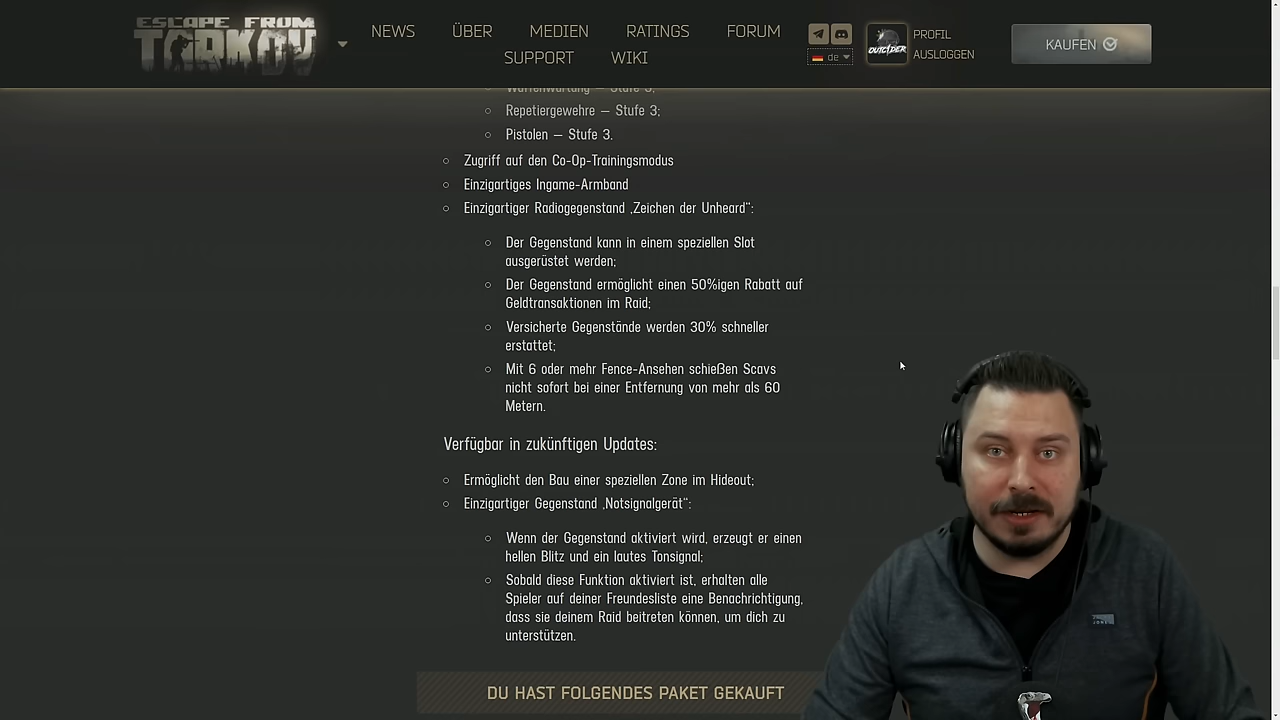 ESCAPE FROM
TARKOV
NEWS
ÜBER
MEDIEN
RATINGS
FORUM
SUPPORT
WIKI
de
OUTCIDER
PROFIL
AUSLOGGEN
KAUFEN
Waffenwartung – Stufe 3;
Repetiergewehre – Stufe 3;
Pistolen – Stufe 3.
Zugriff auf den Co-Op-Trainingsmodus
Einzigartiges Ingame-Armband
Einzigartiger Radiogegenstand „Zeichen der Unheard“:
Der Gegenstand kann in einem speziellen Slot
ausgerüstet werden;
Der Gegenstand ermöglicht einen 50%igen Rabatt auf
Geldtransaktionen im Raid;
Versicherte Gegenstände werden 30% schneller
erstattet;
Mit 6 oder mehr Fence-Ansehen schießen Scavs
nicht sofort bei einer Entfernung von mehr als 60
Metern.
Verfügbar in zukünftigen Updates:
Ermöglicht den Bau einer speziellen Zone im Hideout;
Einzigartiger Gegenstand „Notsignalgerät“:
Wenn der Gegenstand aktiviert wird, erzeugt er einen
hellen Blitz und ein lautes Tonsignal;
Sobald diese Funktion aktiviert ist, erhalten alle
Spieler auf deiner Freundesliste eine Benachrichtigung,
dass sie deinem Raid beitreten können, um dich zu
unterstützen.
DU HAST FOLGENDES PAKET GEKAUFT